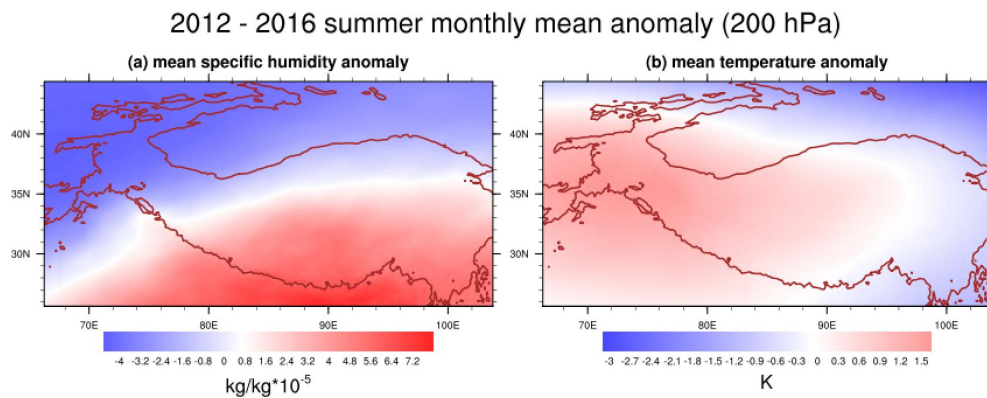 2012 - 2016 summer monthly mean anomaly (200 hPa)
(a) mean specific humidity anomaly
(b) mean temperature anomaly
40N
35N
30N
70E 80E 90E 100E
-4 -3.2 -2.4 -1.6 -0.8 0 0.8 1.6 2.4 3.2 4 4.8 5.6 6.4 7.2
kg/kg*10^-5
40N
35N
30N
70E 80E 90E 100E
-3 -2.7 -2.4 -2.1 -1.8 -1.5 -1.2 -0.9 -0.6 -0.3 0 0.3 0.6 0.9 1.2 1.5
K